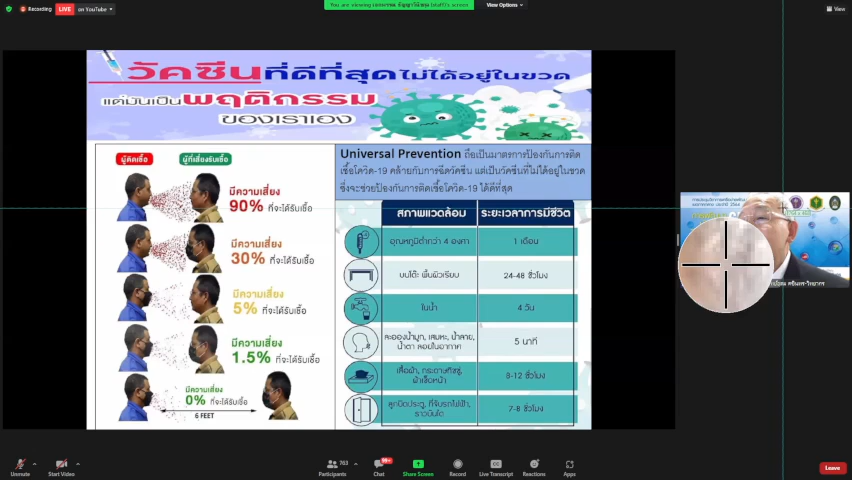 Recording
LIVE on YouTube
View Options
View
วัคซีนที่ดีที่สุดไม่ได้อยู่ในขวด
แต่มันเป็นพฤติกรรม
ของเราเอง
ผู้ติดเชื้อ
ผู้ที่เสี่ยงรับเชื้อ
มีความเสี่ยง
90% ที่จะได้รับเชื้อ
มีความเสี่ยง
30% ที่จะได้รับเชื้อ
มีความเสี่ยง
5% ที่จะได้รับเชื้อ
มีความเสี่ยง
1.5% ที่จะได้รับเชื้อ
มีความเสี่ยง
0% ที่จะได้รับเชื้อ
6 FEET
Universal Prevention ถือเป็นมาตรการป้องกันการติด
เชื้อโควิด-19 คล้ายกับการฉีดวัคซีน แต่เป็นวัคซีนที่ไม่ได้อยู่ในขวด
ซึ่งจะช่วยป้องกันการติดเชื้อโควิด-19 ได้ดีที่สุด
สภาพแวดล้อม ระยะเวลาการมีชีวิต
อุณหภูมิต่ำกว่า 4 องศา 1 เดือน
บนโต๊ะ พื้นผิวเรียบ 24-48 ชั่วโมง
ในน้ำ 4 วัน
ละอองน้ำมูก, เสมหะ, น้ำลาย,
น้ำตา ลอยในอากาศ 5 นาที
เสื้อผ้า, กระดาษทิชชู่,
ผ้าเช็ดหน้า 8-12 ชั่วโมง
ลูกบิดประตู, ที่จับรถไฟฟ้า,
ราวบันได 7-8 ชั่วโมง
Unmute
Start Video
763
Participants
99+
Chat
Share Screen
Record
Live Transcript
Reactions
Apps
Leave